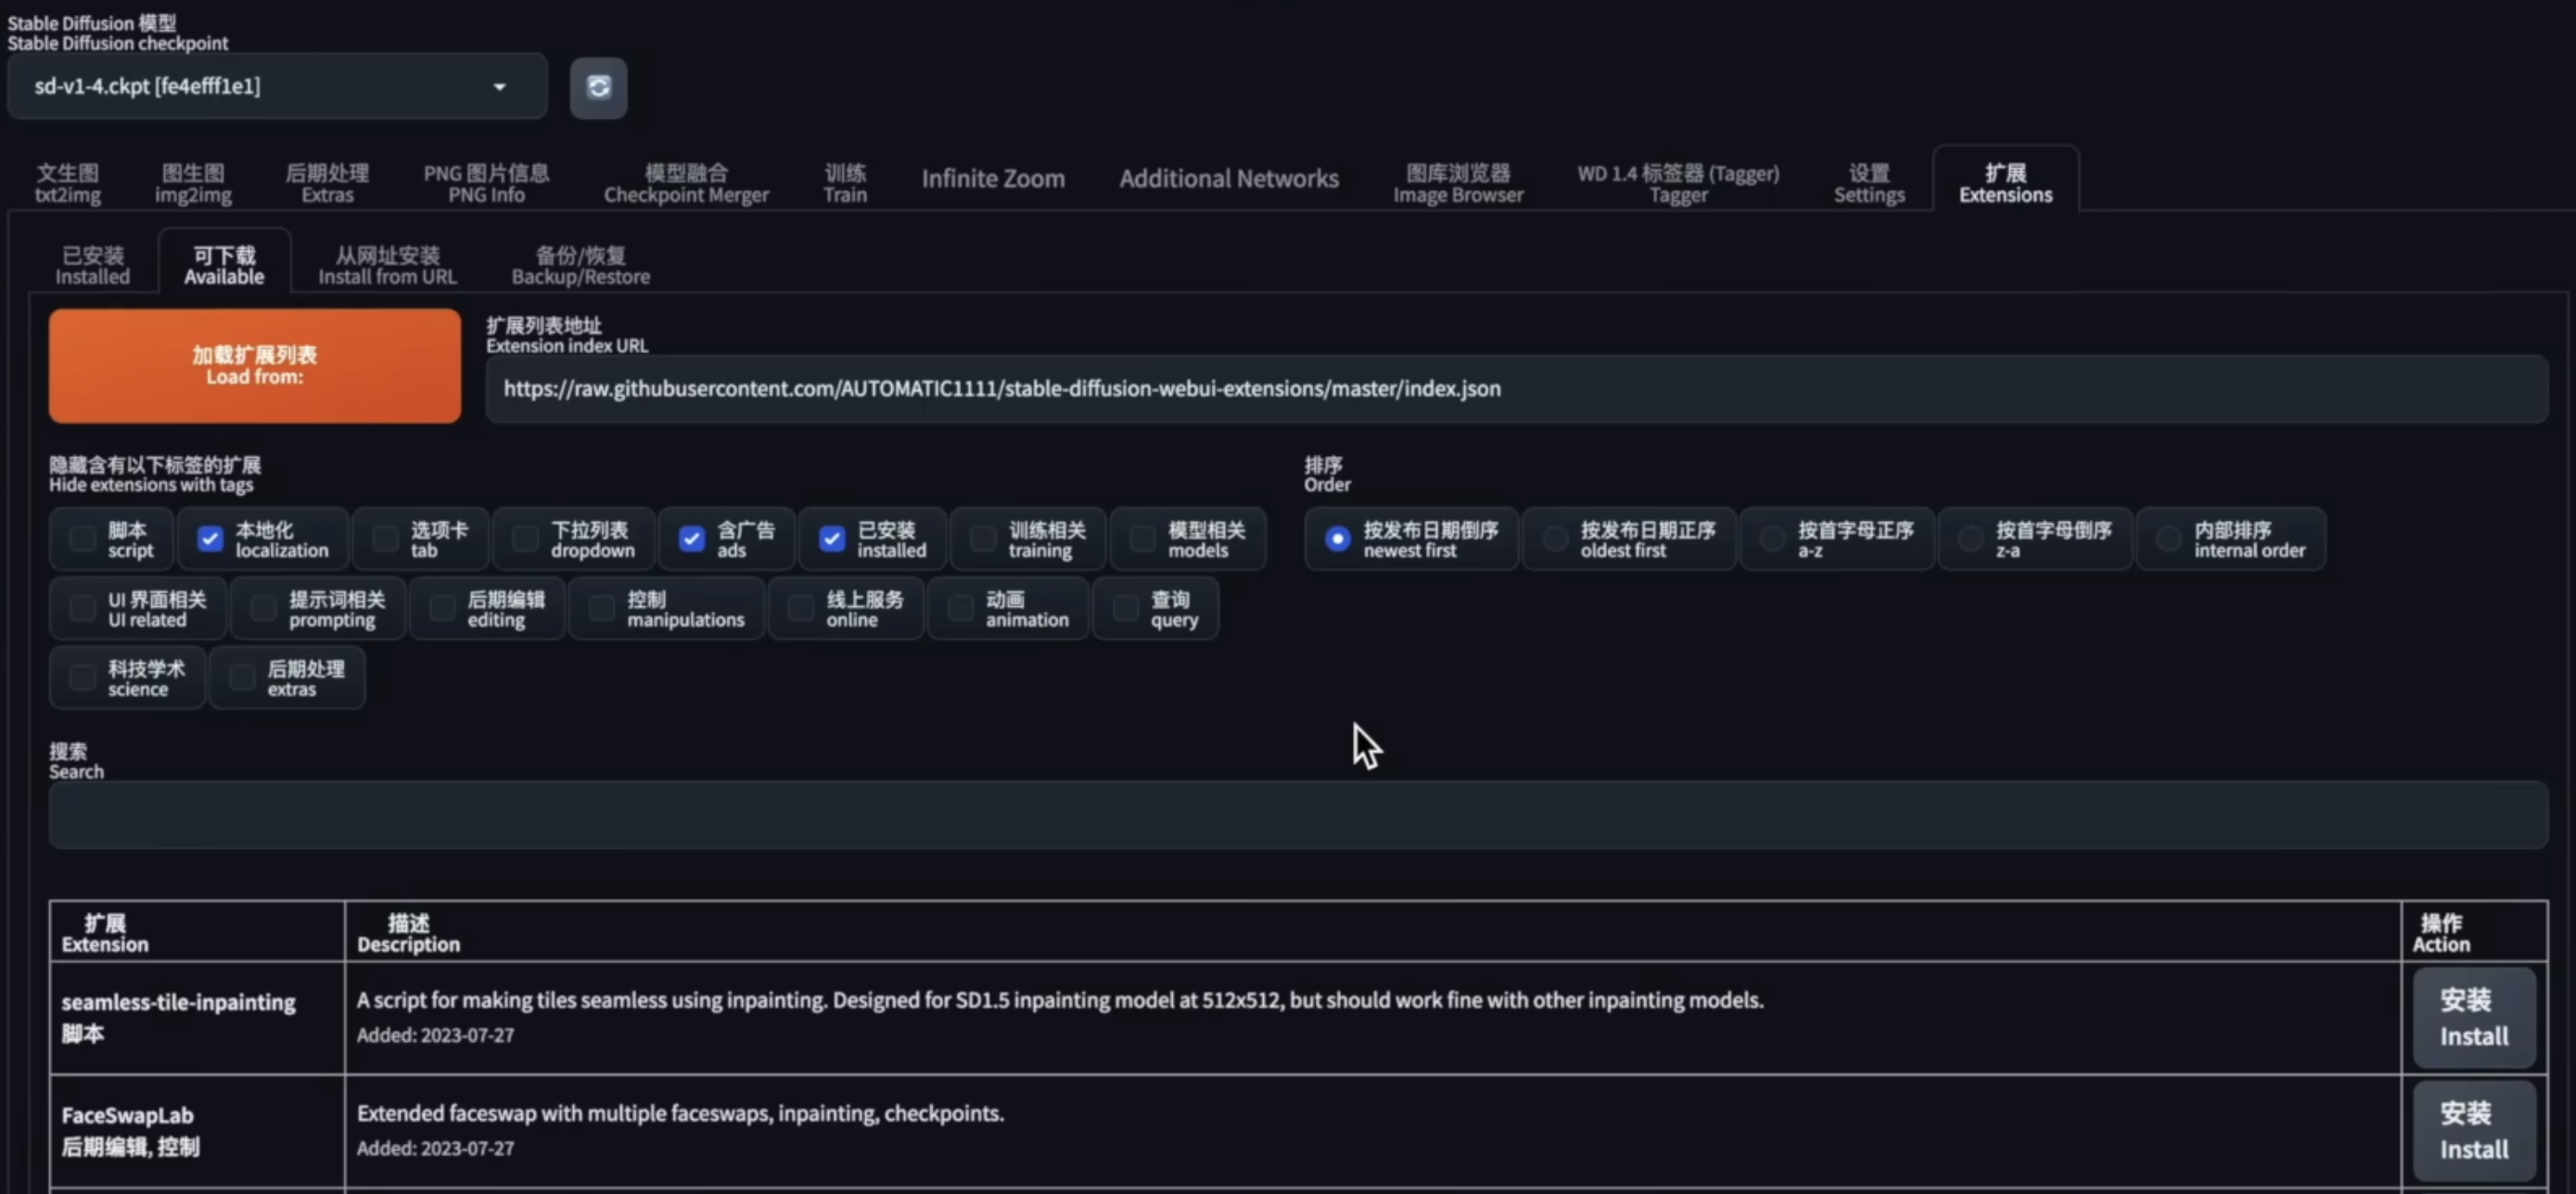 Stable Diffusion 模型
Stable Diffusion checkpoint
sd-v1-4.ckpt [fe4efff1e1]
文生图
txt2img
图生图
img2img
后期处理
Extras
PNG 图片信息
PNG Info
模型融合
Checkpoint Merger
训练
Train
Infinite Zoom
Additional Networks
图库浏览器
Image Browser
WD 1.4 标签器 (Tagger)
Tagger
设置
Settings
扩展
Extensions
已安装
Installed
可下载
Available
从网址安装
Install from URL
备份/恢复
Backup/Restore
加载扩展列表
Load from:
扩展列表地址
Extension index URL
https://raw.githubusercontent.com/AUTOMATIC1111/stable-diffusion-webui-extensions/master/index.json
隐藏含有以下标签的扩展
Hide extensions with tags
脚本
script
本地化
localization
选项卡
tab
下拉列表
dropdown
含广告
ads
已安装
installed
训练相关
training
模型相关
models
UI 界面相关
UI related
提示词相关
prompting
后期编辑
editing
控制
manipulations
线上服务
online
动画
animation
查询
query
科技学术
science
后期处理
extras
排序
Order
按发布日期倒序
newest first
按发布日期正序
oldest first
按首字母正序
a-z
按首字母倒序
z-a
内部排序
internal order
搜索
Search
扩展
Extension
描述
Description
操作
Action
seamless-tile-inpainting
脚本
A script for making tiles seamless using inpainting. Designed for SD1.5 inpainting model at 512x512, but should work fine with other inpainting models.
Added: 2023-07-27
安装
Install
FaceSwapLab
后期编辑, 控制
Extended faceswap with multiple faceswaps, inpainting, checkpoints.
Added: 2023-07-27
安装
Install